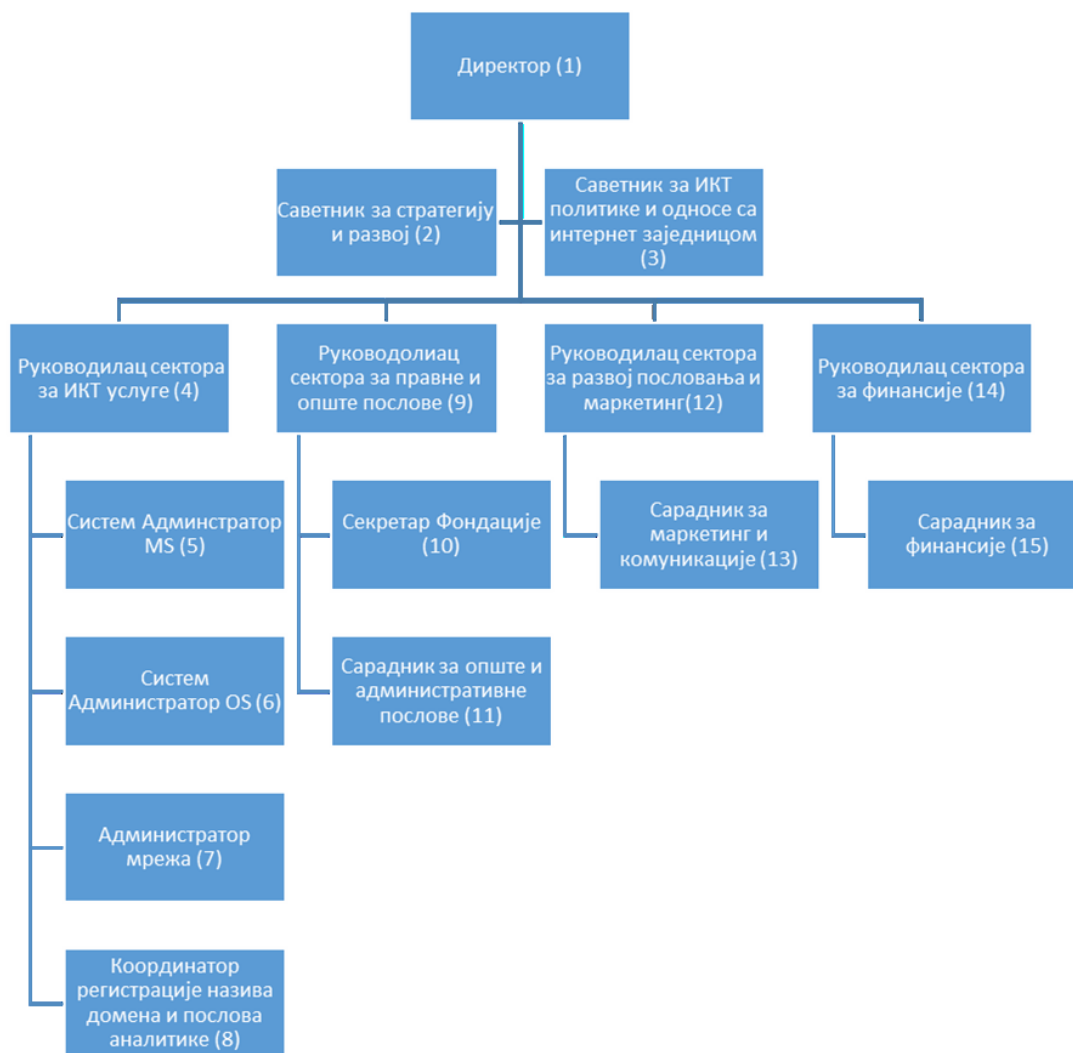 Директор (1)
Саветник за стратегију
и развој (2)
Саветник за ИКТ
политике и односе са
интернет заједницом
(3)
Руководилац сектора
за ИКТ услуге (4)
Руководолиац
сектора за правне и
опште послове (9)
Руководилац сектора
за развој пословања и
маркетинг(12)
Руководилац сектора
за финансије (14)
Систем Админстратор
MS (5)
Секретар Фондације
(10)
Сарадник за
маркетинг и
комуникације (13)
Сарадник за
финансије (15)
Систем
Администратор OS (6)
Сарадник за опште и
административне
послове (11)
Администратор
мрежа (7)
Координатор
регистрације назива
домена и послова
аналитике (8)